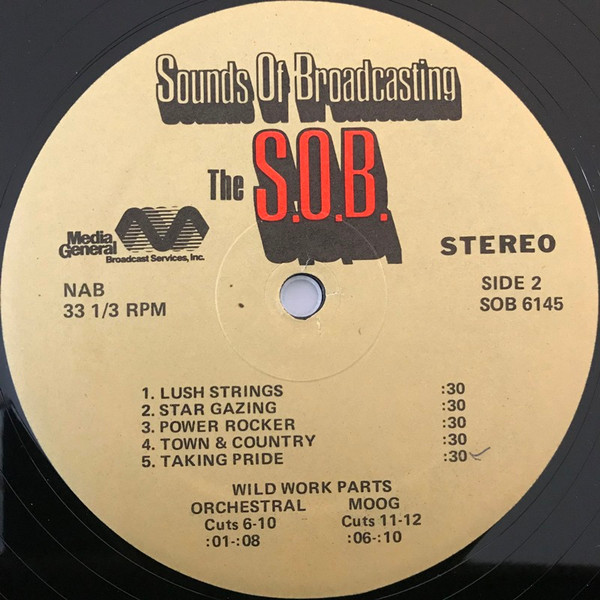 Sounds Of Broadcasting
The S.O.B.
Media
General
Broadcast Services, Inc.
STEREO
NAB
33 1/3 RPM
SIDE 2
SOB 6145
1. LUSH STRINGS :30
2. STAR GAZING :30
3. POWER ROCKER :30
4. TOWN & COUNTRY :30
5. TAKING PRIDE :30
WILD WORK PARTS
ORCHESTRAL MOOG
Cuts 6-10 Cuts 11-12
:01-:08 :06-:10